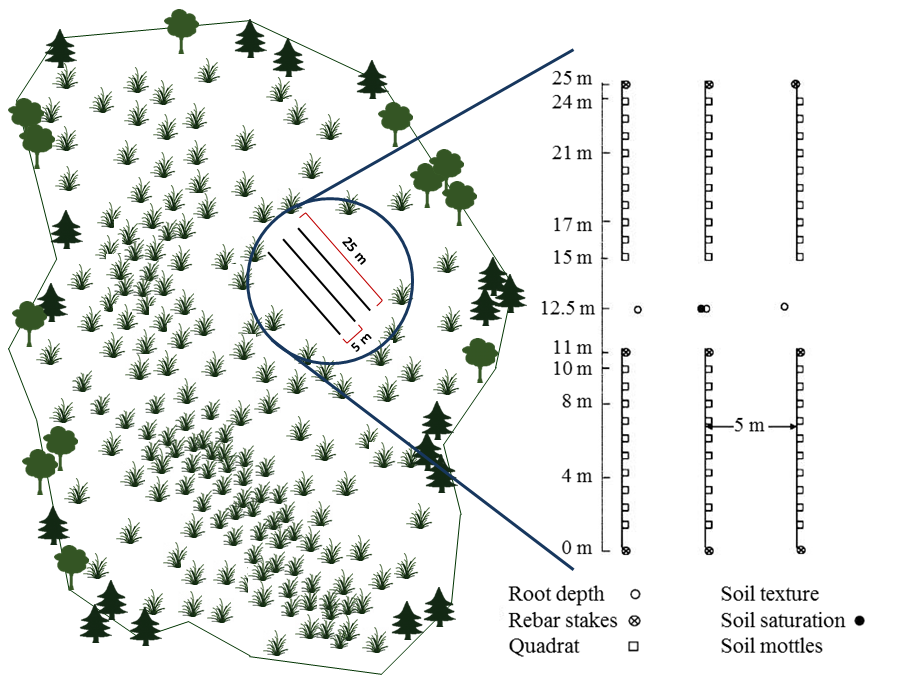 25 m
5 m
25 m
24 m
21 m
17 m
15 m
12.5 m
11 m
10 m
8 m
5 m
4 m
0 m
Root depth
Soil texture
Rebar stakes
Soil saturation
Quadrat
Soil mottles